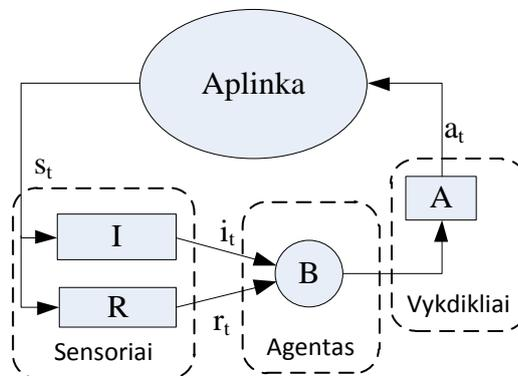 Aplinka
s_t
a_t
A
I
i_t
B
R
r_t
Vykdikliai
Sensoriai
Agentas